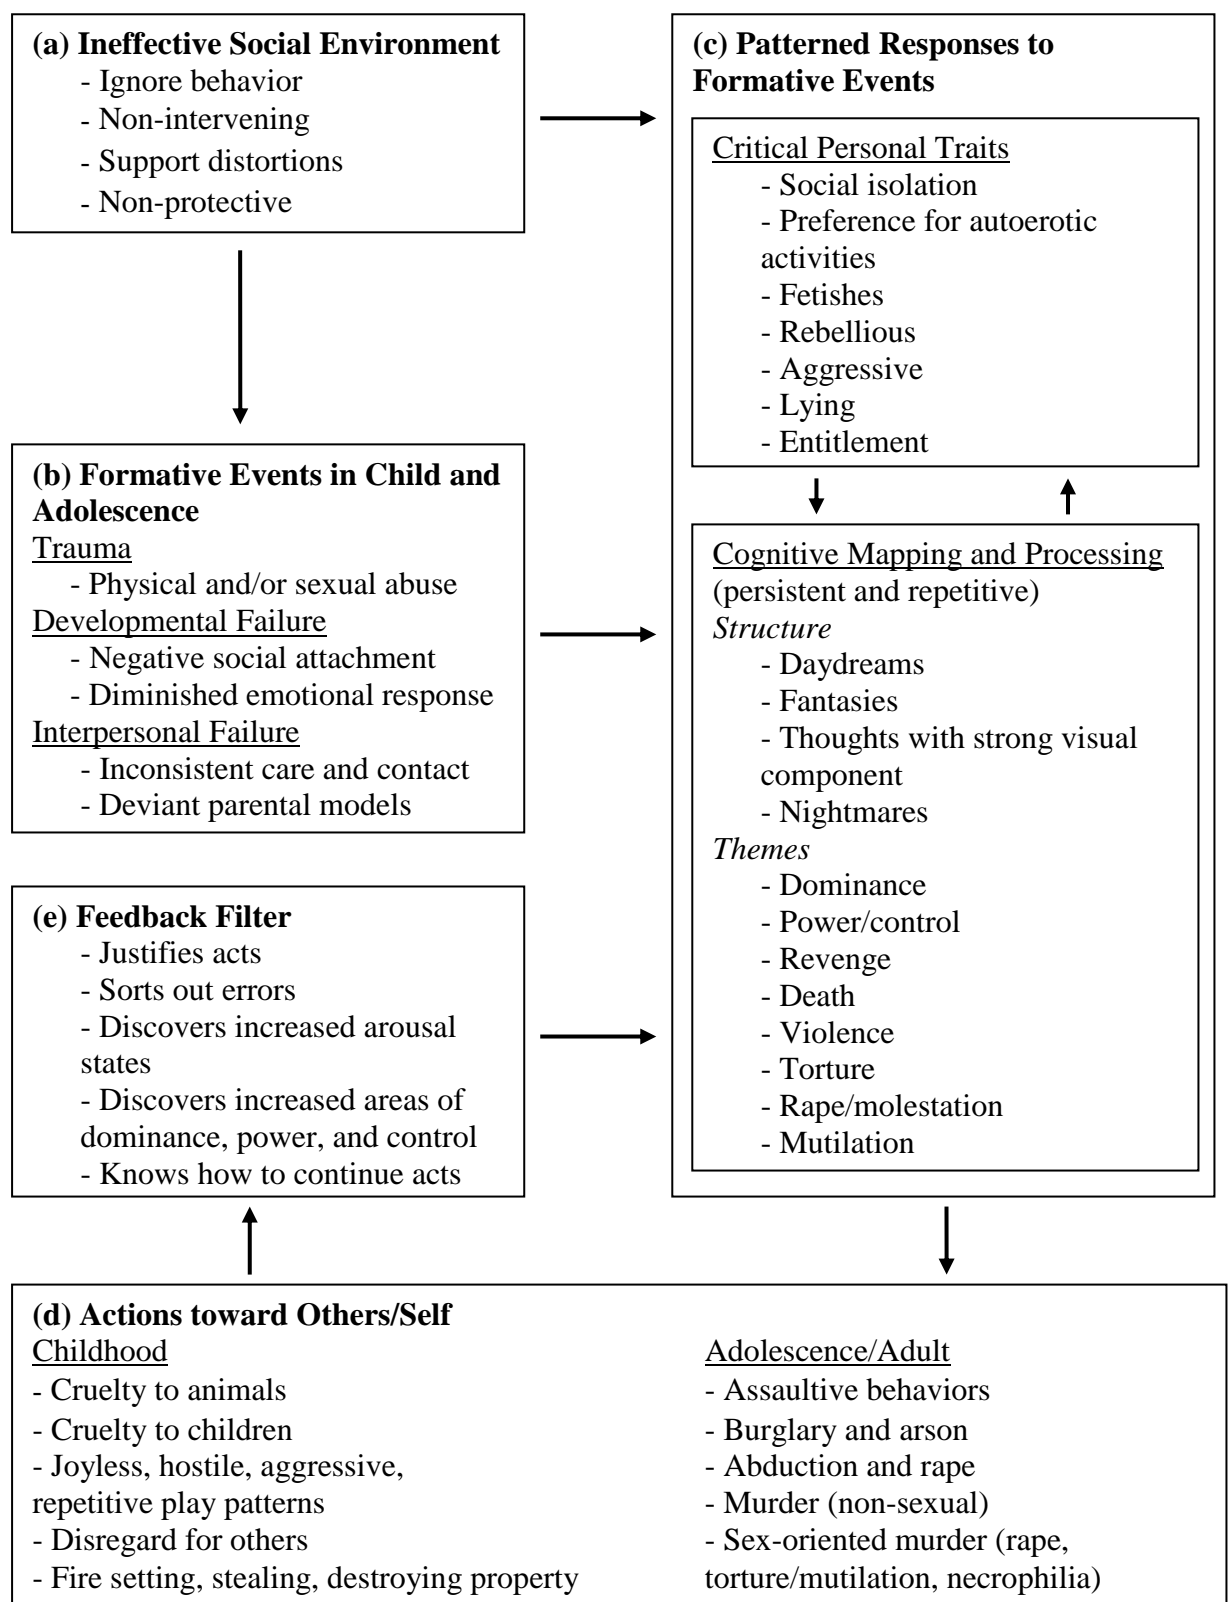 (a) Ineffective Social Environment
- Ignore behavior
- Non-intervening
- Support distortions
- Non-protective
(b) Formative Events in Child and
Adolescence
Trauma
- Physical and/or sexual abuse
Developmental Failure
- Negative social attachment
- Diminished emotional response
Interpersonal Failure
- Inconsistent care and contact
- Deviant parental models
(c) Patterned Responses to
Formative Events
Critical Personal Traits
- Social isolation
- Preference for autoerotic
activities
- Fetishes
- Rebellious
- Aggressive
- Lying
- Entitlement
Cognitive Mapping and Processing
(persistent and repetitive)
Structure
- Daydreams
- Fantasies
- Thoughts with strong visual
component
- Nightmares
Themes
- Dominance
- Power/control
- Revenge
- Death
- Violence
- Torture
- Rape/molestation
- Mutilation
(e) Feedback Filter
- Justifies acts
- Sorts out errors
- Discovers increased arousal
states
- Discovers increased areas of
dominance, power, and control
- Knows how to continue acts
(d) Actions toward Others/Self
Childhood
- Cruelty to animals
- Cruelty to children
- Joyless, hostile, aggressive,
repetitive play patterns
- Disregard for others
- Fire setting, stealing, destroying property
Adolescence/Adult
- Assaultive behaviors
- Burglary and arson
- Abduction and rape
- Murder (non-sexual)
- Sex-oriented murder (rape,
torture/mutilation, necrophilia)